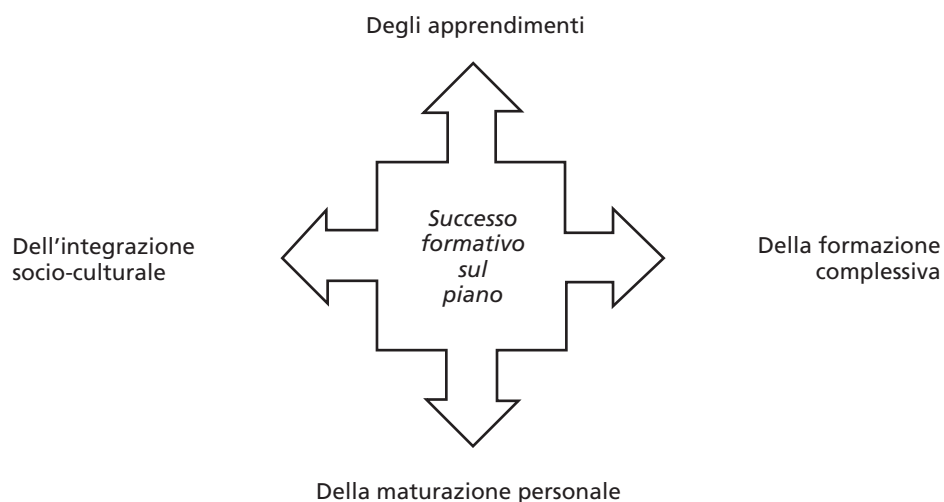 Degli apprendimenti
Successo
formativo
sul
piano
Dell’integrazione
socio-culturale
Della formazione
complessiva
Della maturazione personale